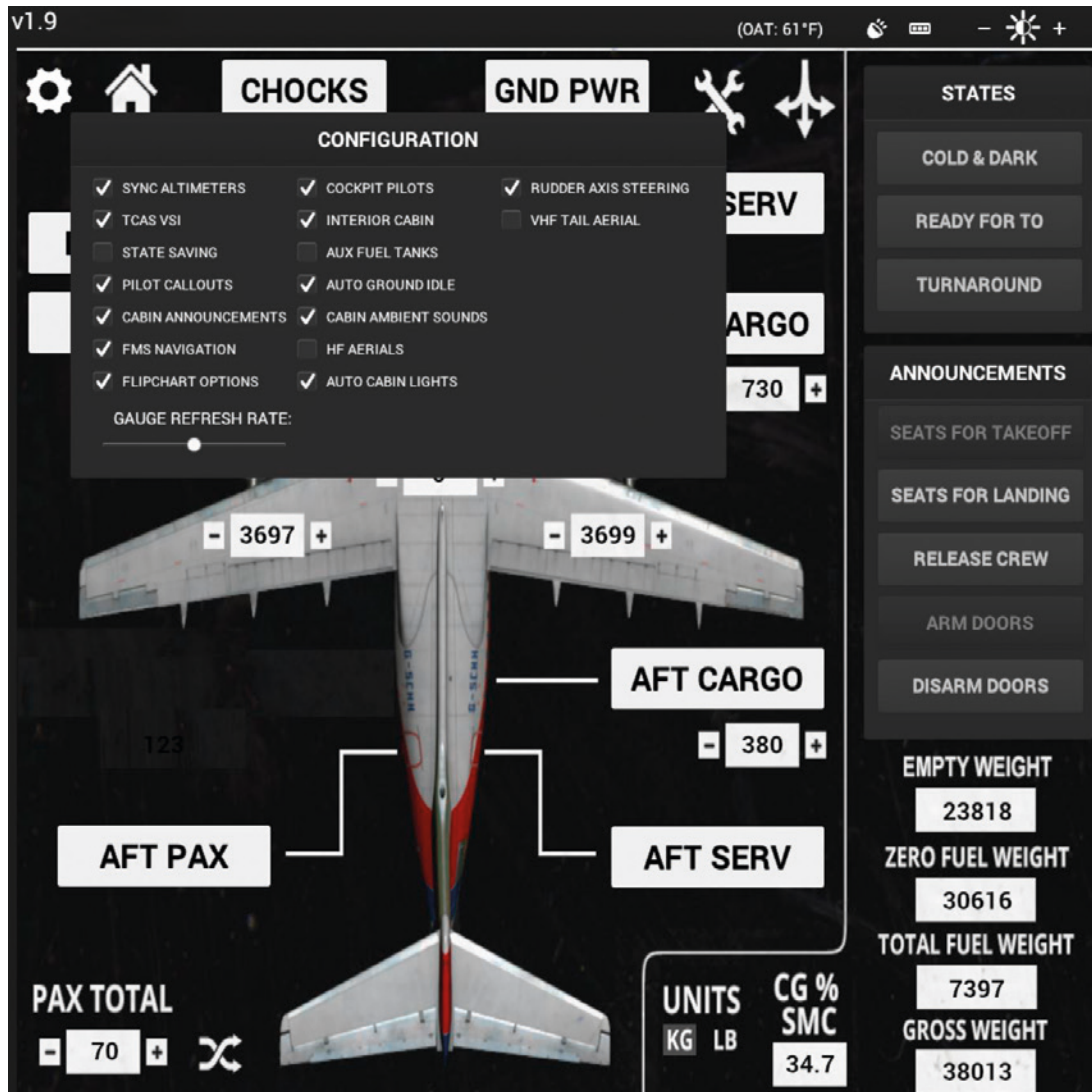 v1.9
(OAT: 61°F)
- +
CHOCKS
GND PWR
CONFIGURATION
SYNC ALTIMETERS
TCAS VSI
STATE SAVING
PILOT CALLOUTS
CABIN ANNOUNCEMENTS
FMS NAVIGATION
FLIPCHART OPTIONS
COCKPIT PILOTS
INTERIOR CABIN
AUX FUEL TANKS
AUTO GROUND IDLE
CABIN AMBIENT SOUNDS
HF AERIALS
AUTO CABIN LIGHTS
RUDDER AXIS STEERING
VHF TAIL AERIAL
GAUGE REFRESH RATE:
SERV
ARGO
730 +
- 3697 +
- 3699 +
G-SCHH
G-SCHH
AFT CARGO
- 380 +
123
AFT PAX
AFT SERV
PAX TOTAL
- 70 +
UNITS
KG LB
CG %
SMC
34.7
STATES
COLD & DARK
READY FOR TO
TURNAROUND
ANNOUNCEMENTS
SEATS FOR TAKEOFF
SEATS FOR LANDING
RELEASE CREW
ARM DOORS
DISARM DOORS
EMPTY WEIGHT
23818
ZERO FUEL WEIGHT
30616
TOTAL FUEL WEIGHT
7397
GROSS WEIGHT
38013